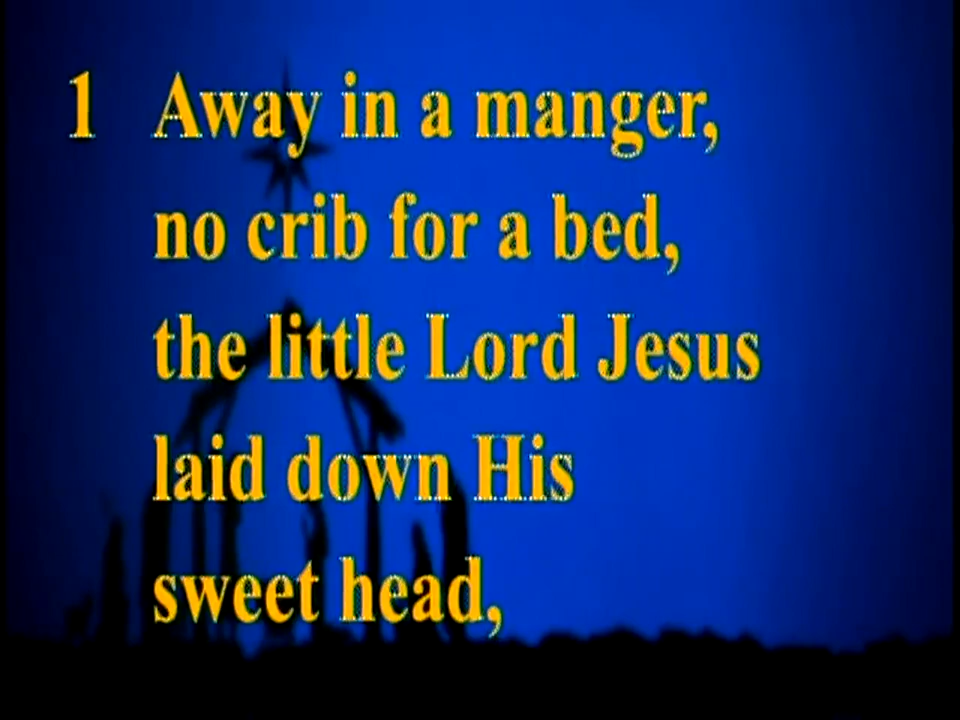 1 Away in a manger,
no crib for a bed,
the little Lord Jesus
laid down His
sweet head,